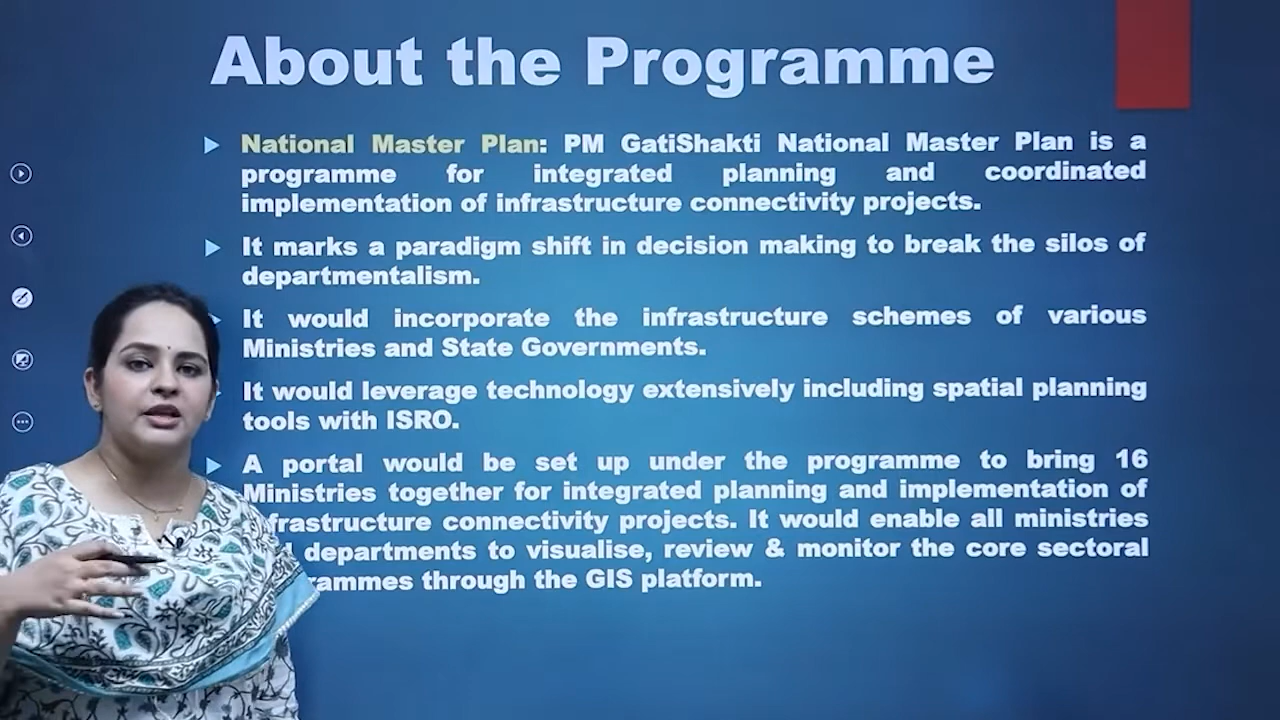 About the Programme
National Master Plan: PM GatiShakti National Master Plan is a
programme for integrated planning and coordinated
implementation of infrastructure connectivity projects.
It marks a paradigm shift in decision making to break the silos of
departmentalism.
It would incorporate the infrastructure schemes of various
Ministries and State Governments.
It would leverage technology extensively including spatial planning
tools with ISRO.
A portal would be set up under the programme to bring 16
Ministries together for integrated planning and implementation of
frastructure connectivity projects. It would enable all ministries
departments to visualise, review & monitor the core sectoral
rammes through the GIS platform.